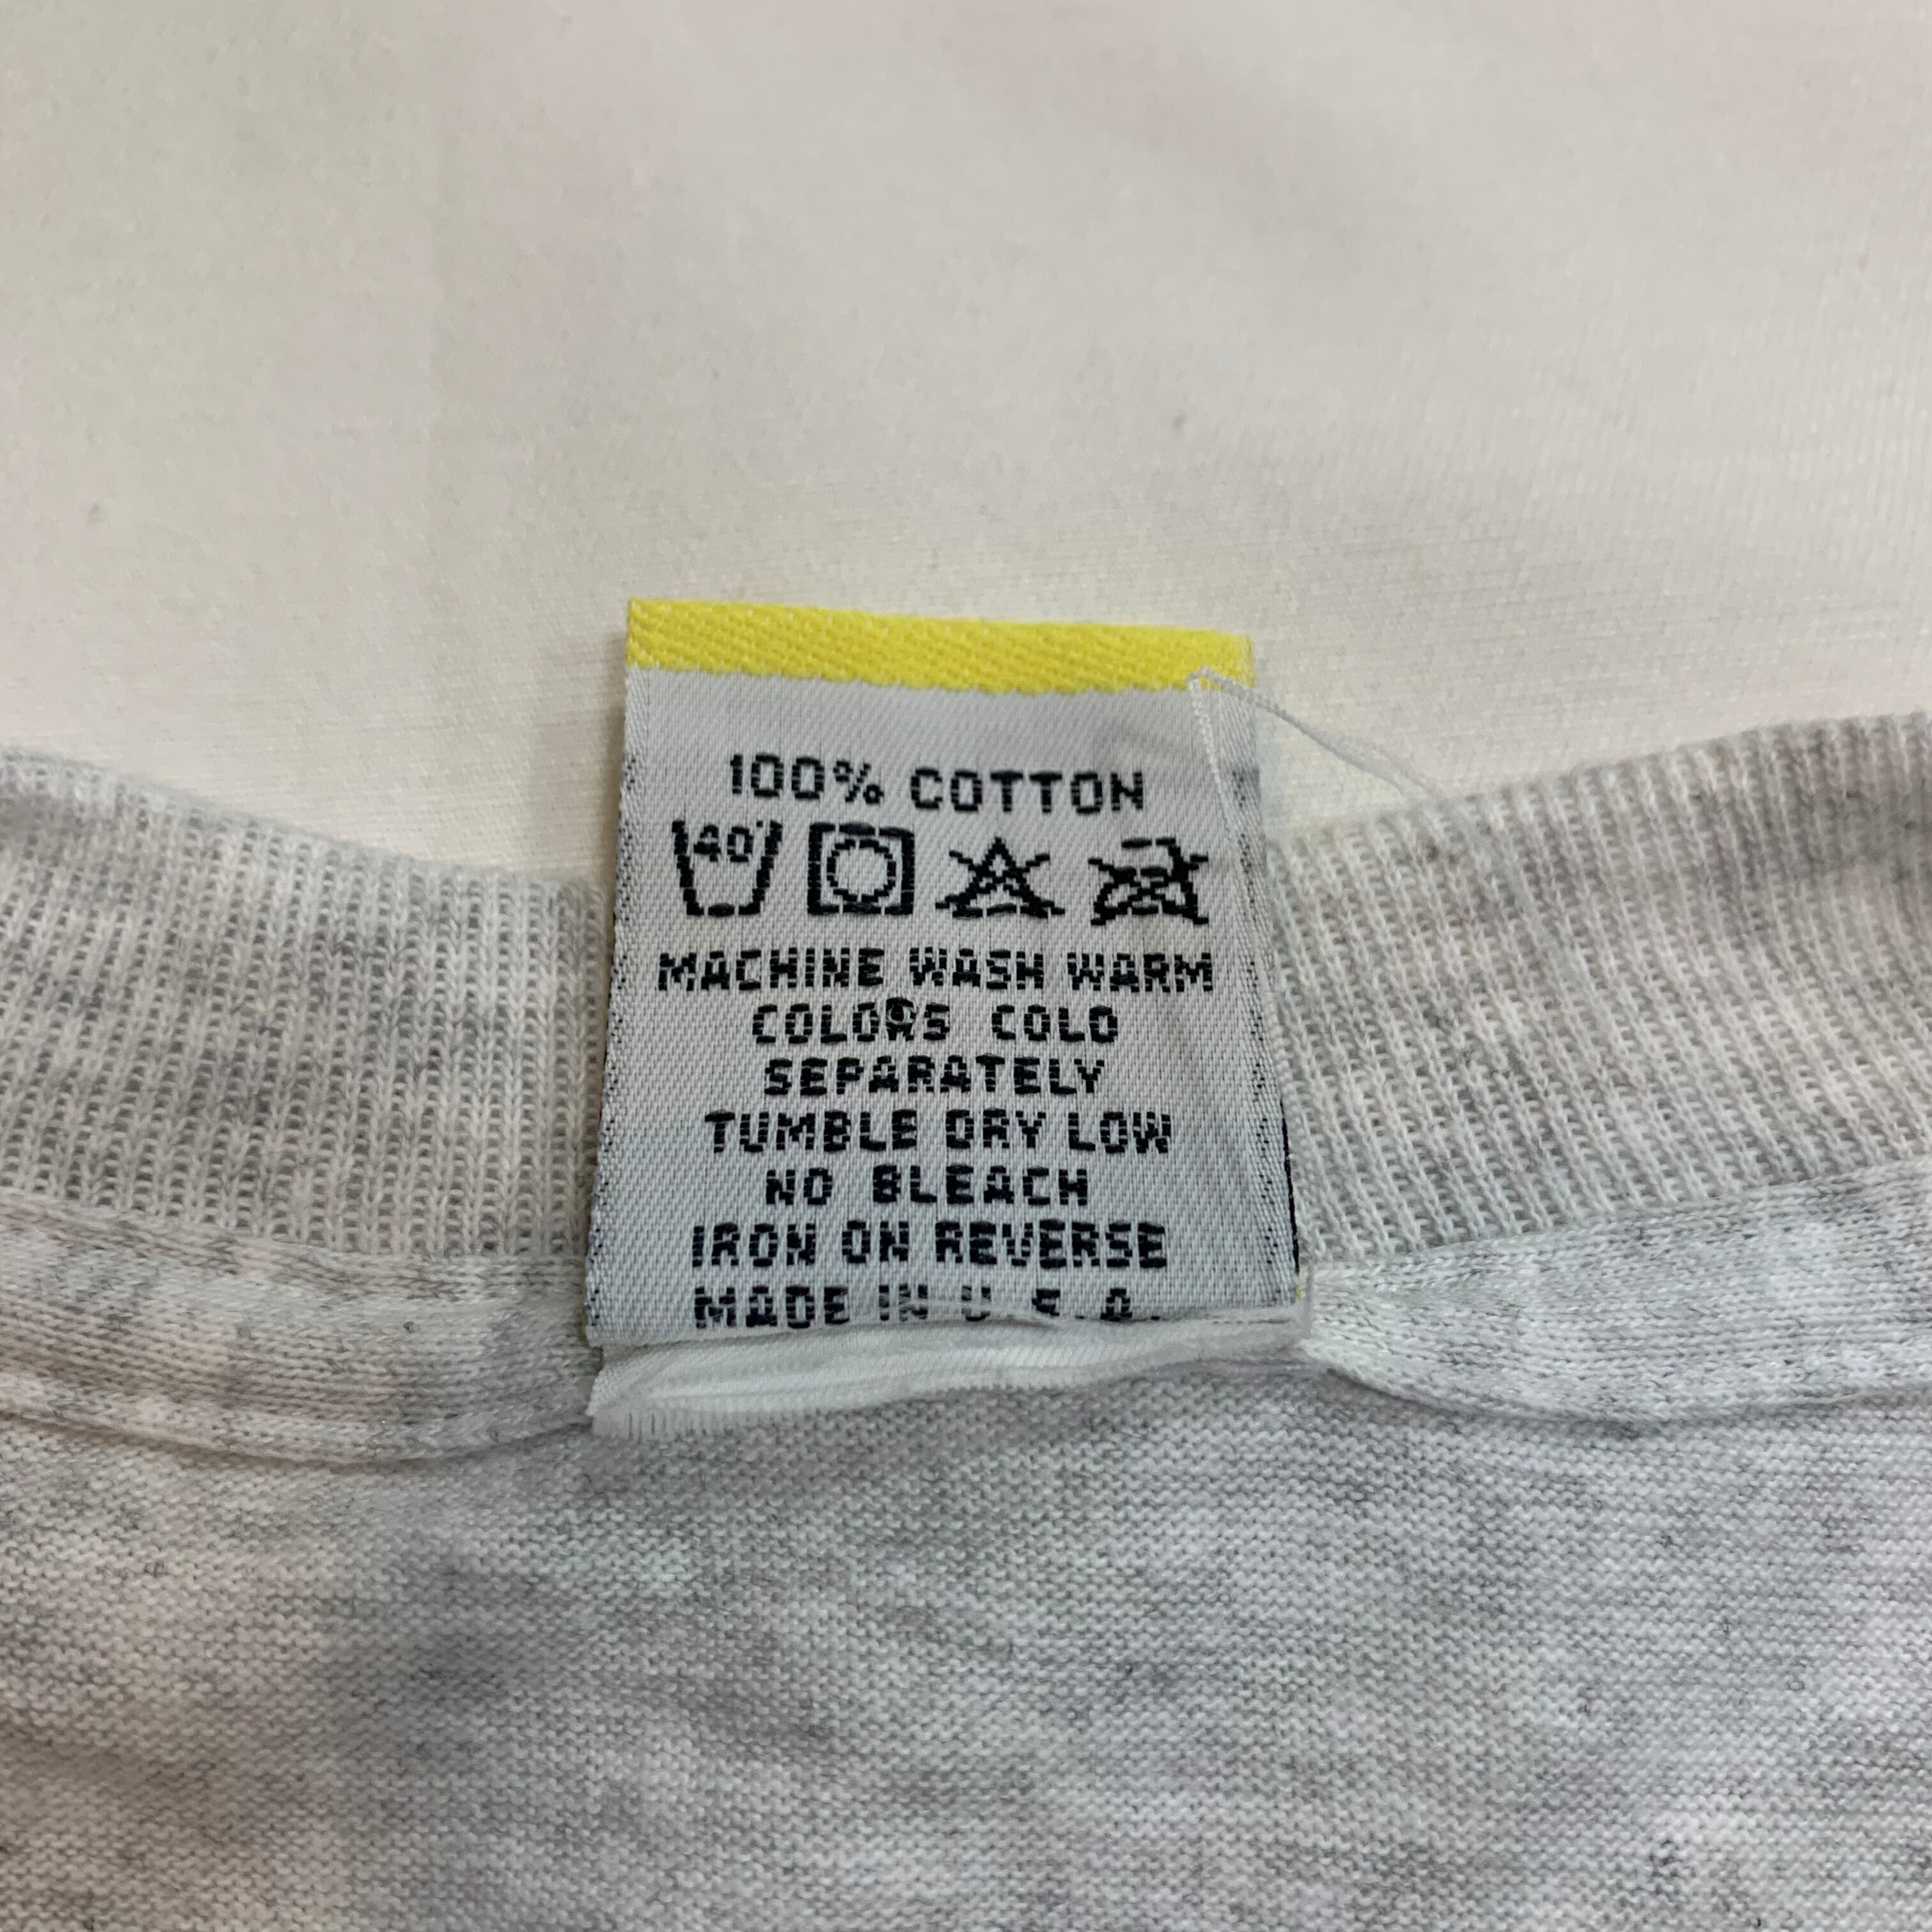 100% COTTON
40°
MACHINE WASH WARM
COLORS COLD
SEPARATELY
TUMBLE DRY LOW
NO BLEACH
IRON ON REVERSE
MADE IN U.S.A.